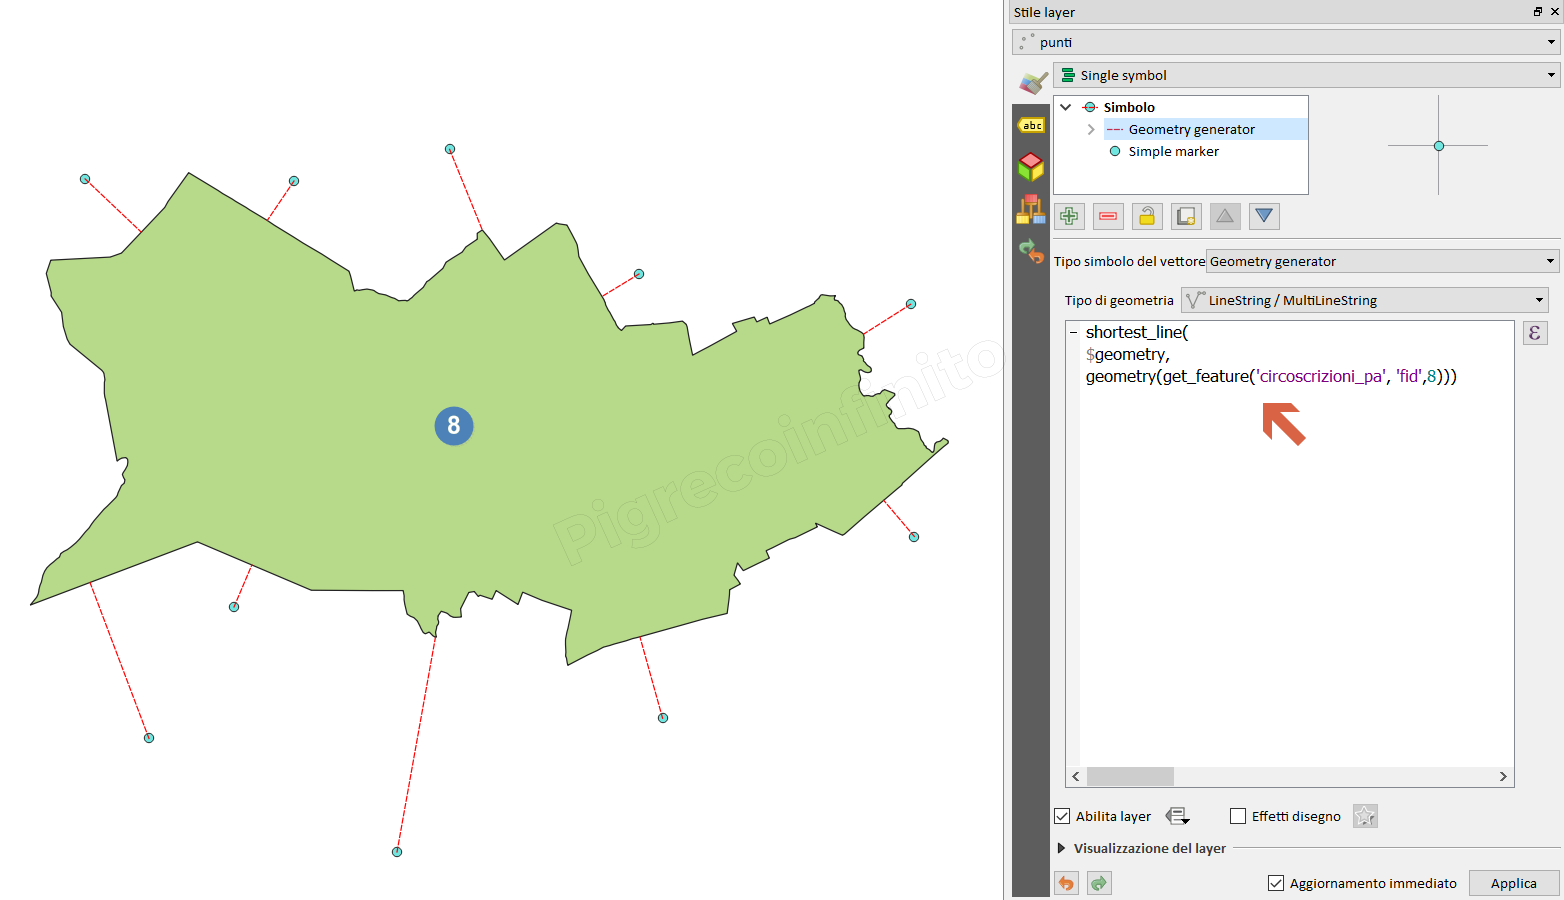 Stile layer
punti
Single symbol
abc
Simbolo
Geometry generator
Simple marker
Tipo simbolo del vettore Geometry generator
Tipo di geometria LineString / MultiLineString
shortest_line(
$geometry,
geometry(get_feature('circoscrizioni_pa', 'fid',8)))
ε
8
Pigrecoinfinito
Abilita layer Effetti disegno
Visualizzazione del layer
Aggiornamento immediato Applica